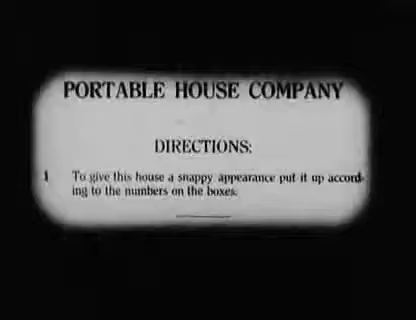 PORTABLE HOUSE COMPANY
DIRECTIONS:
1 To give this house a snappy appearance put it up accord-
ing to the numbers on the boxes.